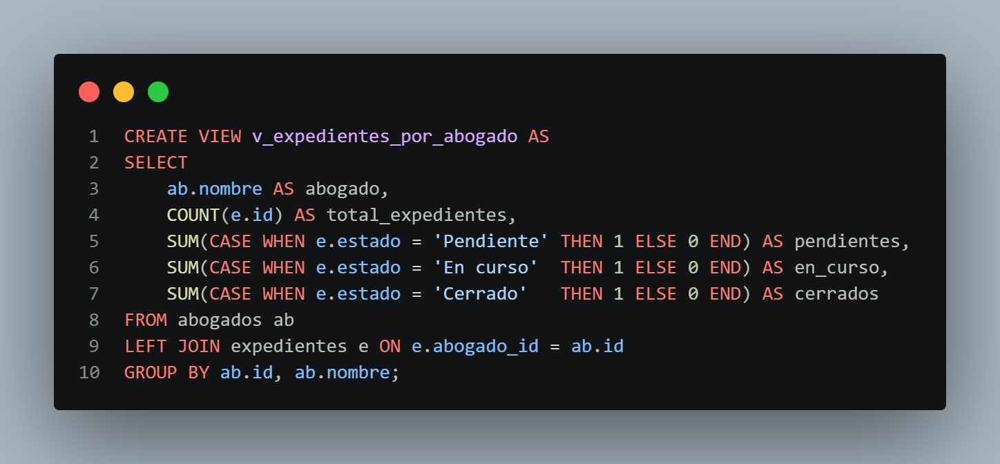 1 CREATE VIEW v_expedientes_por_abogado AS
2 SELECT
3     ab.nombre AS abogado,
4     COUNT(e.id) AS total_expedientes,
5     SUM(CASE WHEN e.estado = 'Pendiente' THEN 1 ELSE 0 END) AS pendientes,
6     SUM(CASE WHEN e.estado = 'En curso'  THEN 1 ELSE 0 END) AS en_curso,
7     SUM(CASE WHEN e.estado = 'Cerrado'   THEN 1 ELSE 0 END) AS cerrados
8 FROM abogados ab
9 LEFT JOIN expedientes e ON e.abogado_id = ab.id
10 GROUP BY ab.id, ab.nombre;